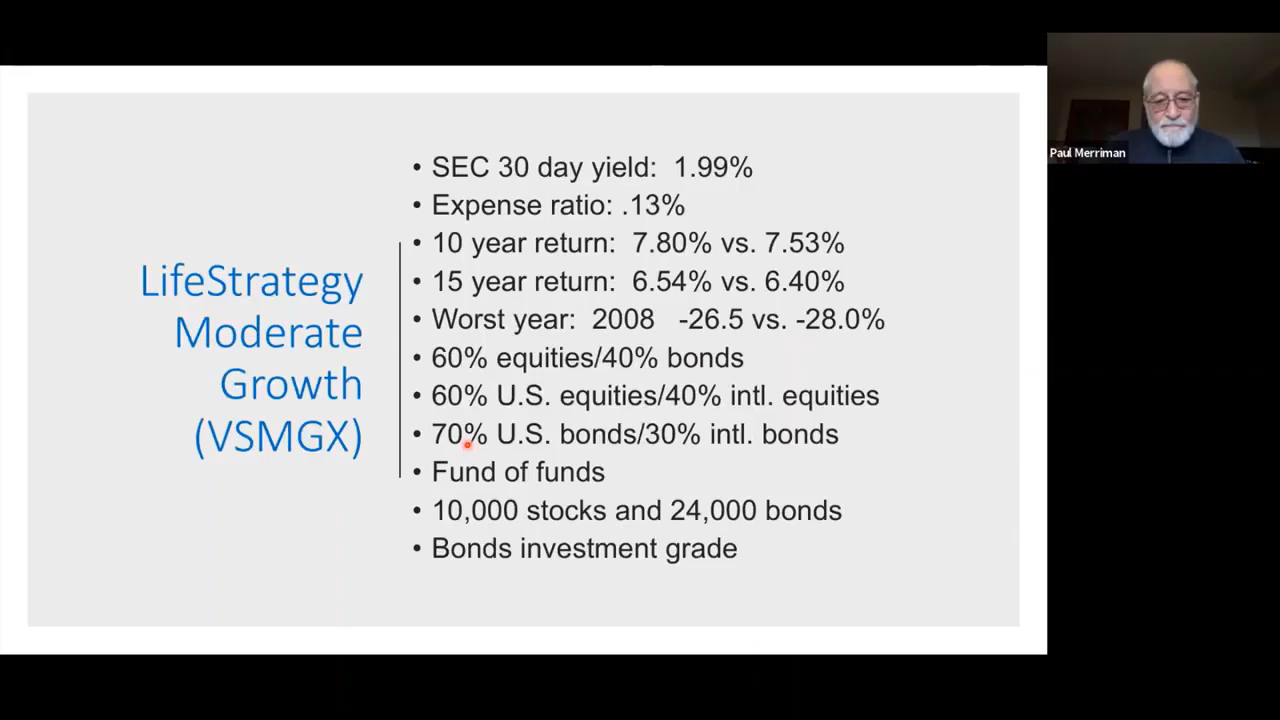 LifeStrategy
Moderate
Growth
(VSMGX)
• SEC 30 day yield: 1.99%
• Expense ratio: .13%
• 10 year return: 7.80% vs. 7.53%
• 15 year return: 6.54% vs. 6.40%
• Worst year: 2008 -26.5 vs. -28.0%
• 60% equities/40% bonds
• 60% U.S. equities/40% intl. equities
• 70% U.S. bonds/30% intl. bonds
• Fund of funds
• 10,000 stocks and 24,000 bonds
• Bonds investment grade
Paul Merriman